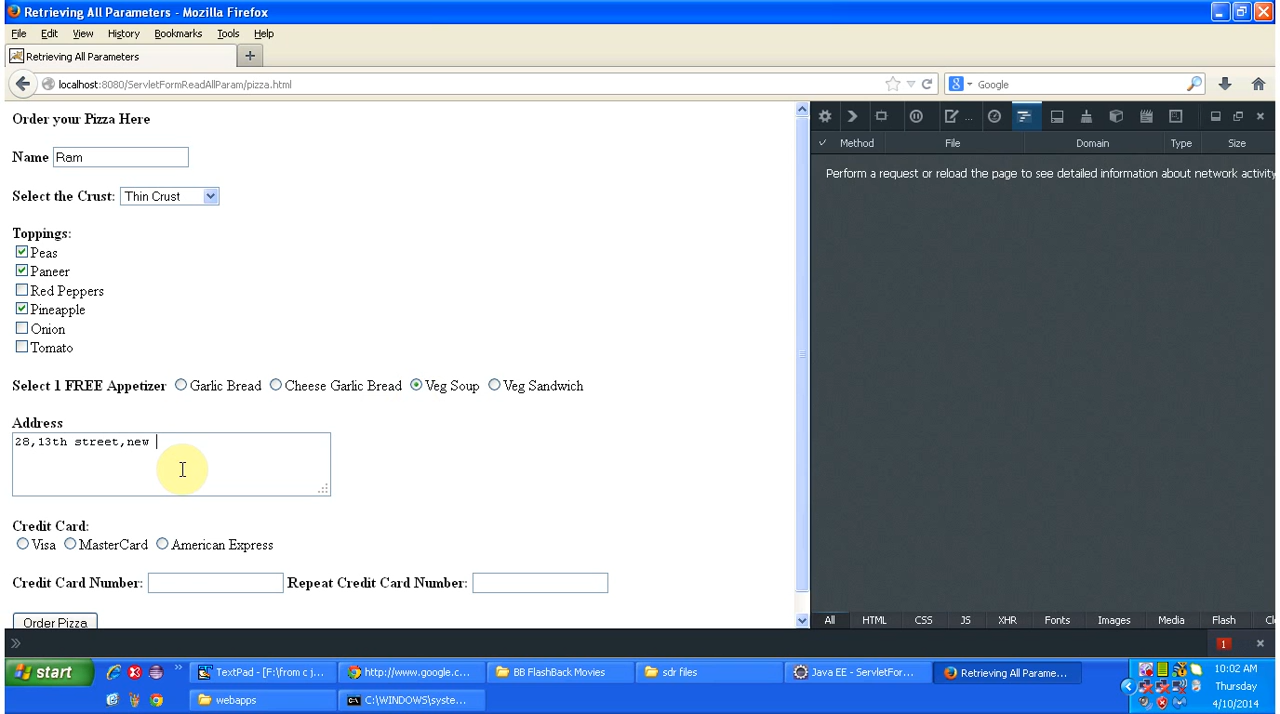 Retrieving All Parameters - Mozilla Firefox
File Edit View History Bookmarks Tools Help
Retrieving All Parameters
localhost:8080/ServletFormReadAllParam/pizza.html
Google
Order your Pizza Here
Name Ram
Select the Crust: Thin Crust
Toppings:
Peas
Paneer
Red Peppers
Pineapple
Onion
Tomato
Select 1 FREE Appetizer Garlic Bread Cheese Garlic Bread Veg Soup Veg Sandwich
Address
28,13th street,new
Credit Card:
Visa MasterCard American Express
Credit Card Number: Repeat Credit Card Number:
Order Pizza
Method File Domain Type Size
Perform a request or reload the page to see detailed information about network activity
All HTML CSS JS XHR Fonts Images Media Flash
1
start
TextPad - [F:\from c j... http://www.google.c... BB FlashBack Movies sdr files Java EE - ServletFor... Retrieving All Parame...
webapps C:\WINDOWS\syste...
10:02 AM
Thursday
4/10/2014